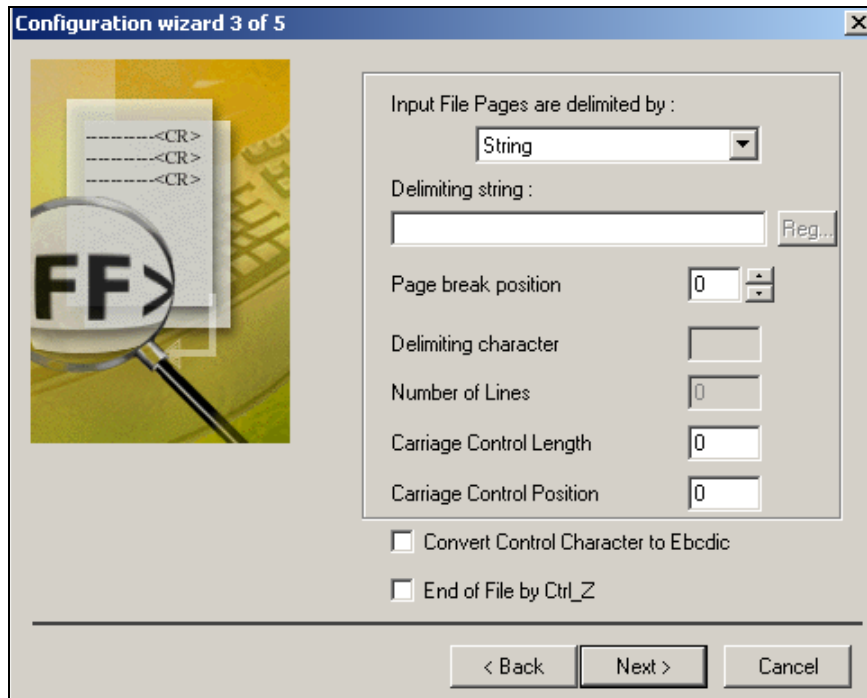 Configuration wizard 3 of 5
----------<CR>
----------<CR>
----------<CR>
FF>
Input File Pages are delimited by :
String
Delimiting string :
Reg...
Page break position 0
Delimiting character
Number of Lines 0
Carriage Control Length 0
Carriage Control Position 0
Convert Control Character to Ebcdic
End of File by Ctrl_Z
< Back Next > Cancel